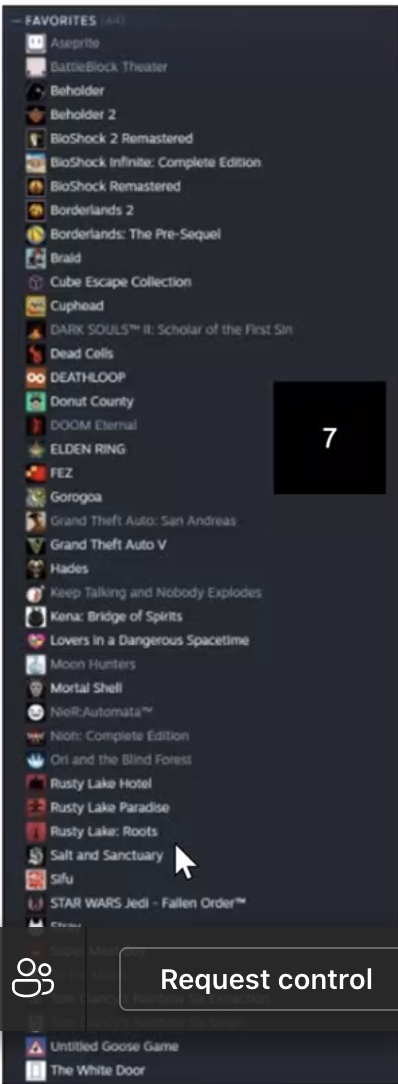 — FAVORITES (44)
Aseprite
BattleBlock Theater
Beholder
Beholder 2
BioShock 2 Remastered
BioShock Infinite: Complete Edition
BioShock Remastered
Borderlands 2
Borderlands: The Pre-Sequel
Braid
Cube Escape Collection
Cuphead
DARK SOULS™ II: Scholar of the First Sin
Dead Cells
DEATHLOOP
Donut County
DOOM Eternal
7
ELDEN RING
FEZ
Gorogoa
Grand Theft Auto: San Andreas
Grand Theft Auto V
Hades
Keep Talking and Nobody Explodes
Kena: Bridge of Spirits
Lovers in a Dangerous Spacetime
Moon Hunters
Mortal Shell
NieR:Automata™
Nioh: Complete Edition
Ori and the Blind Forest
Rusty Lake Hotel
Rusty Lake Paradise
Rusty Lake: Roots
Salt and Sanctuary
Sifu
STAR WARS Jedi - Fallen Order™
Stray
Super Meat Boy
Request control
Tom Clancy's Rainbow Six Extraction
Tom Clancy's Rainbow Six Siege
Untitled Goose Game
The White Door